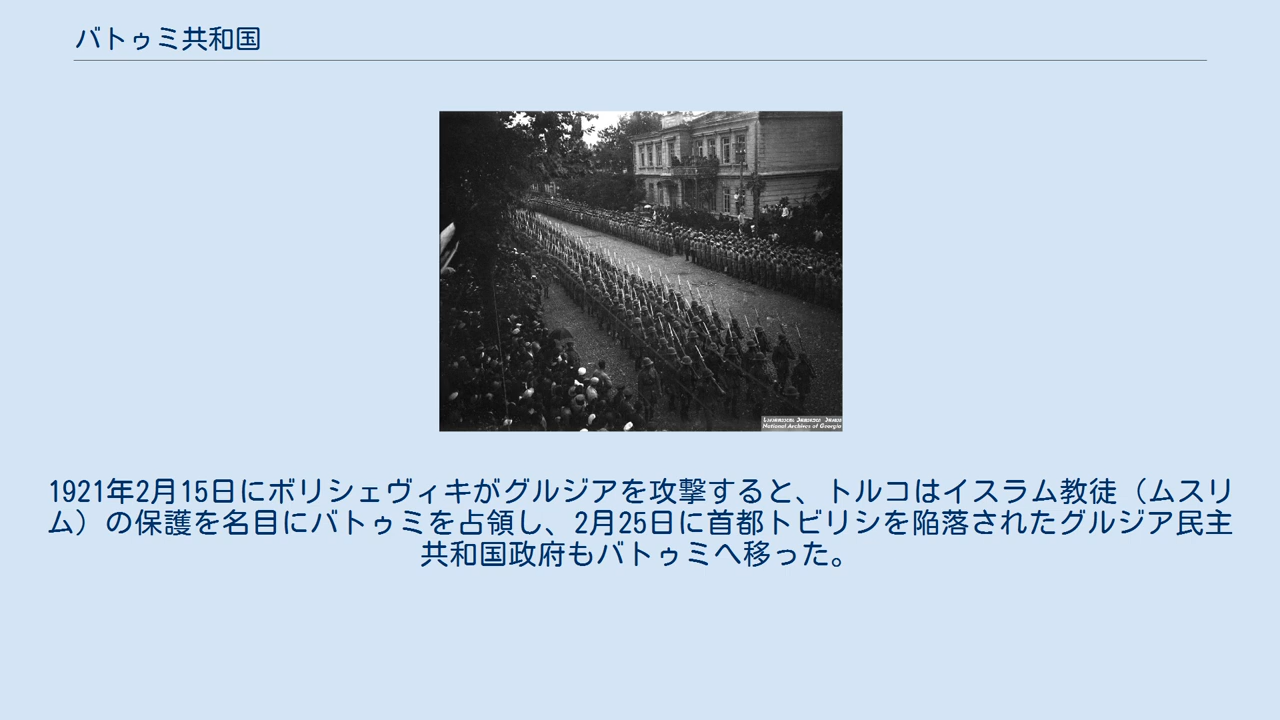 バトゥミ共和国
National Archives of Georgia
1921年2月15日にボリシェヴィキがグルジアを攻撃すると、トルコはイスラム教徒（ムスリ
ム）の保護を名目にバトゥミを占領し、2月25日に首都トビリシを陥落されたグルジア民主
共和国政府もバトゥミへ移った。